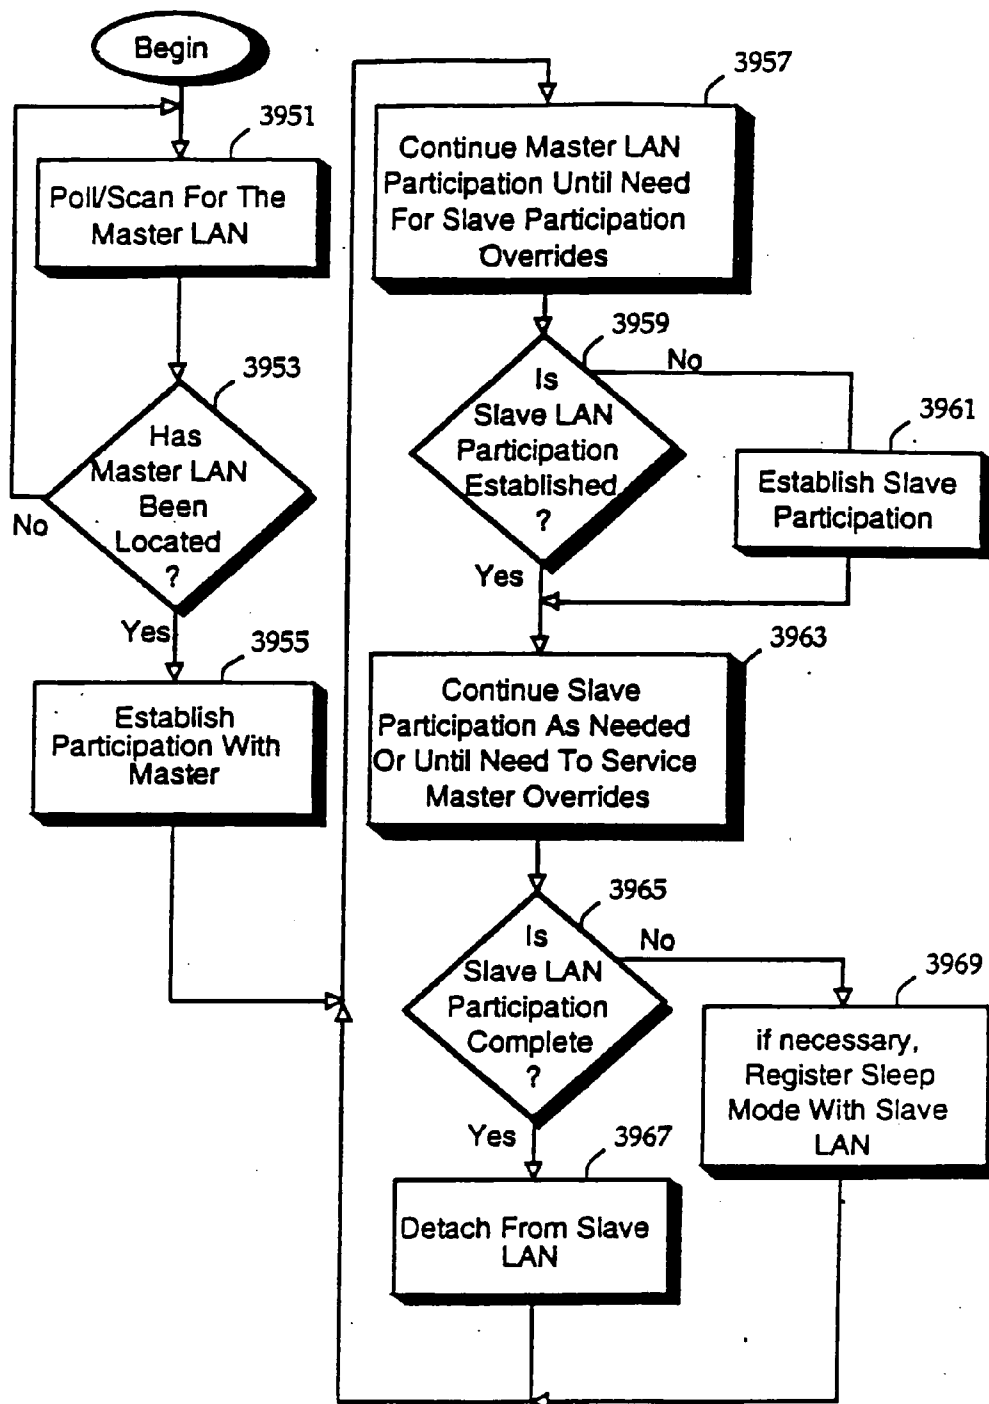 Begin
3951
Poll/Scan For The
Master LAN
3953
Has
Master LAN
Been
Located
?
No
Yes
3955
Establish
Participation With
Master
3957
Continue Master LAN
Participation Until Need
For Slave Participation
Overrides
3959
Is
Slave LAN
Participation
Established
?
No
Yes
3961
Establish Slave
Participation
3963
Continue Slave
Participation As Needed
Or Until Need To Service
Master Overrides
3965
Is
Slave LAN
Participation
Complete
?
No
Yes
3969
if necessary,
Register Sleep
Mode With Slave
LAN
3967
Detach From Slave
LAN